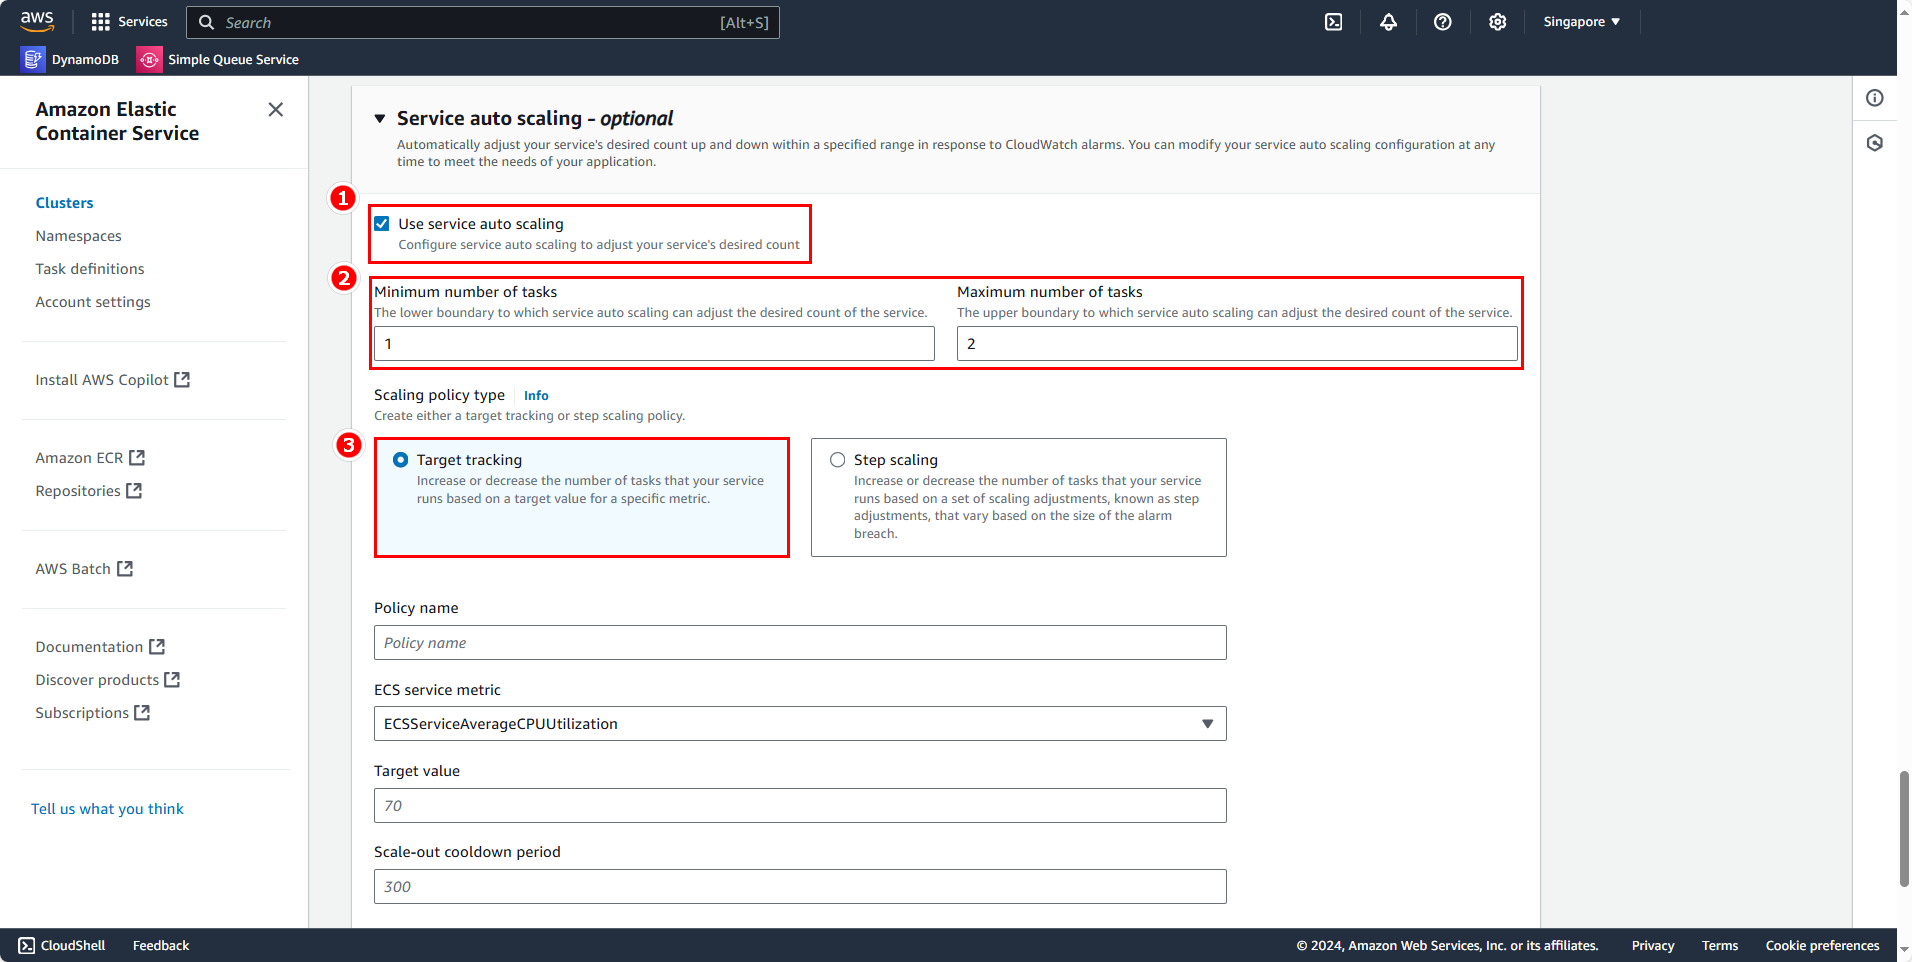 aws
Services
Search
[Alt+S]
Singapore
DynamoDB
Simple Queue Service
Amazon Elastic
Container Service
Clusters
Namespaces
Task definitions
Account settings
Install AWS Copilot
Amazon ECR
Repositories
AWS Batch
Documentation
Discover products
Subscriptions
Tell us what you think
Service auto scaling - optional
Automatically adjust your service's desired count up and down within a specified range in response to CloudWatch alarms. You can modify your service auto scaling configuration at any
time to meet the needs of your application.
1
Use service auto scaling
Configure service auto scaling to adjust your service's desired count
2
Minimum number of tasks
The lower boundary to which service auto scaling can adjust the desired count of the service.
1
Maximum number of tasks
The upper boundary to which service auto scaling can adjust the desired count of the service.
2
Scaling policy type
Info
Create either a target tracking or step scaling policy.
3
Target tracking
Increase or decrease the number of tasks that your service
runs based on a target value for a specific metric.
Step scaling
Increase or decrease the number of tasks that your service
runs based on a set of scaling adjustments, known as step
adjustments, that vary based on the size of the alarm
breach.
Policy name
Policy name
ECS service metric
ECSServiceAverageCPUUtilization
Target value
70
Scale-out cooldown period
300
CloudShell
Feedback
© 2024, Amazon Web Services, Inc. or its affiliates.
Privacy
Terms
Cookie preferences